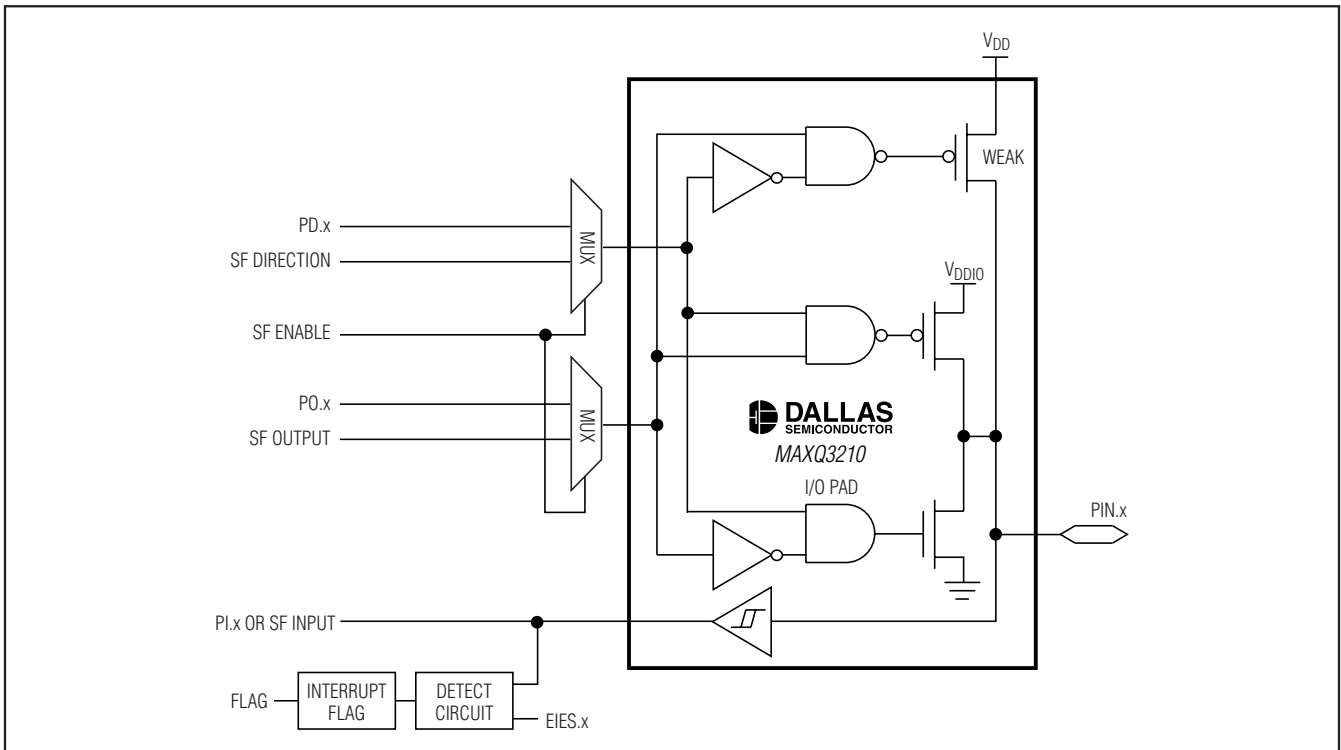 VDD
WEAK
PD.x
MUX
SF DIRECTION
VDDIO
SF ENABLE
PO.x
MUX
SF OUTPUT
DALLAS
SEMICONDUCTOR
MAXQ3210
I/O PAD
PIN.x
PI.x OR SF INPUT
FLAG
INTERRUPT
FLAG
DETECT
CIRCUIT
EIES.x